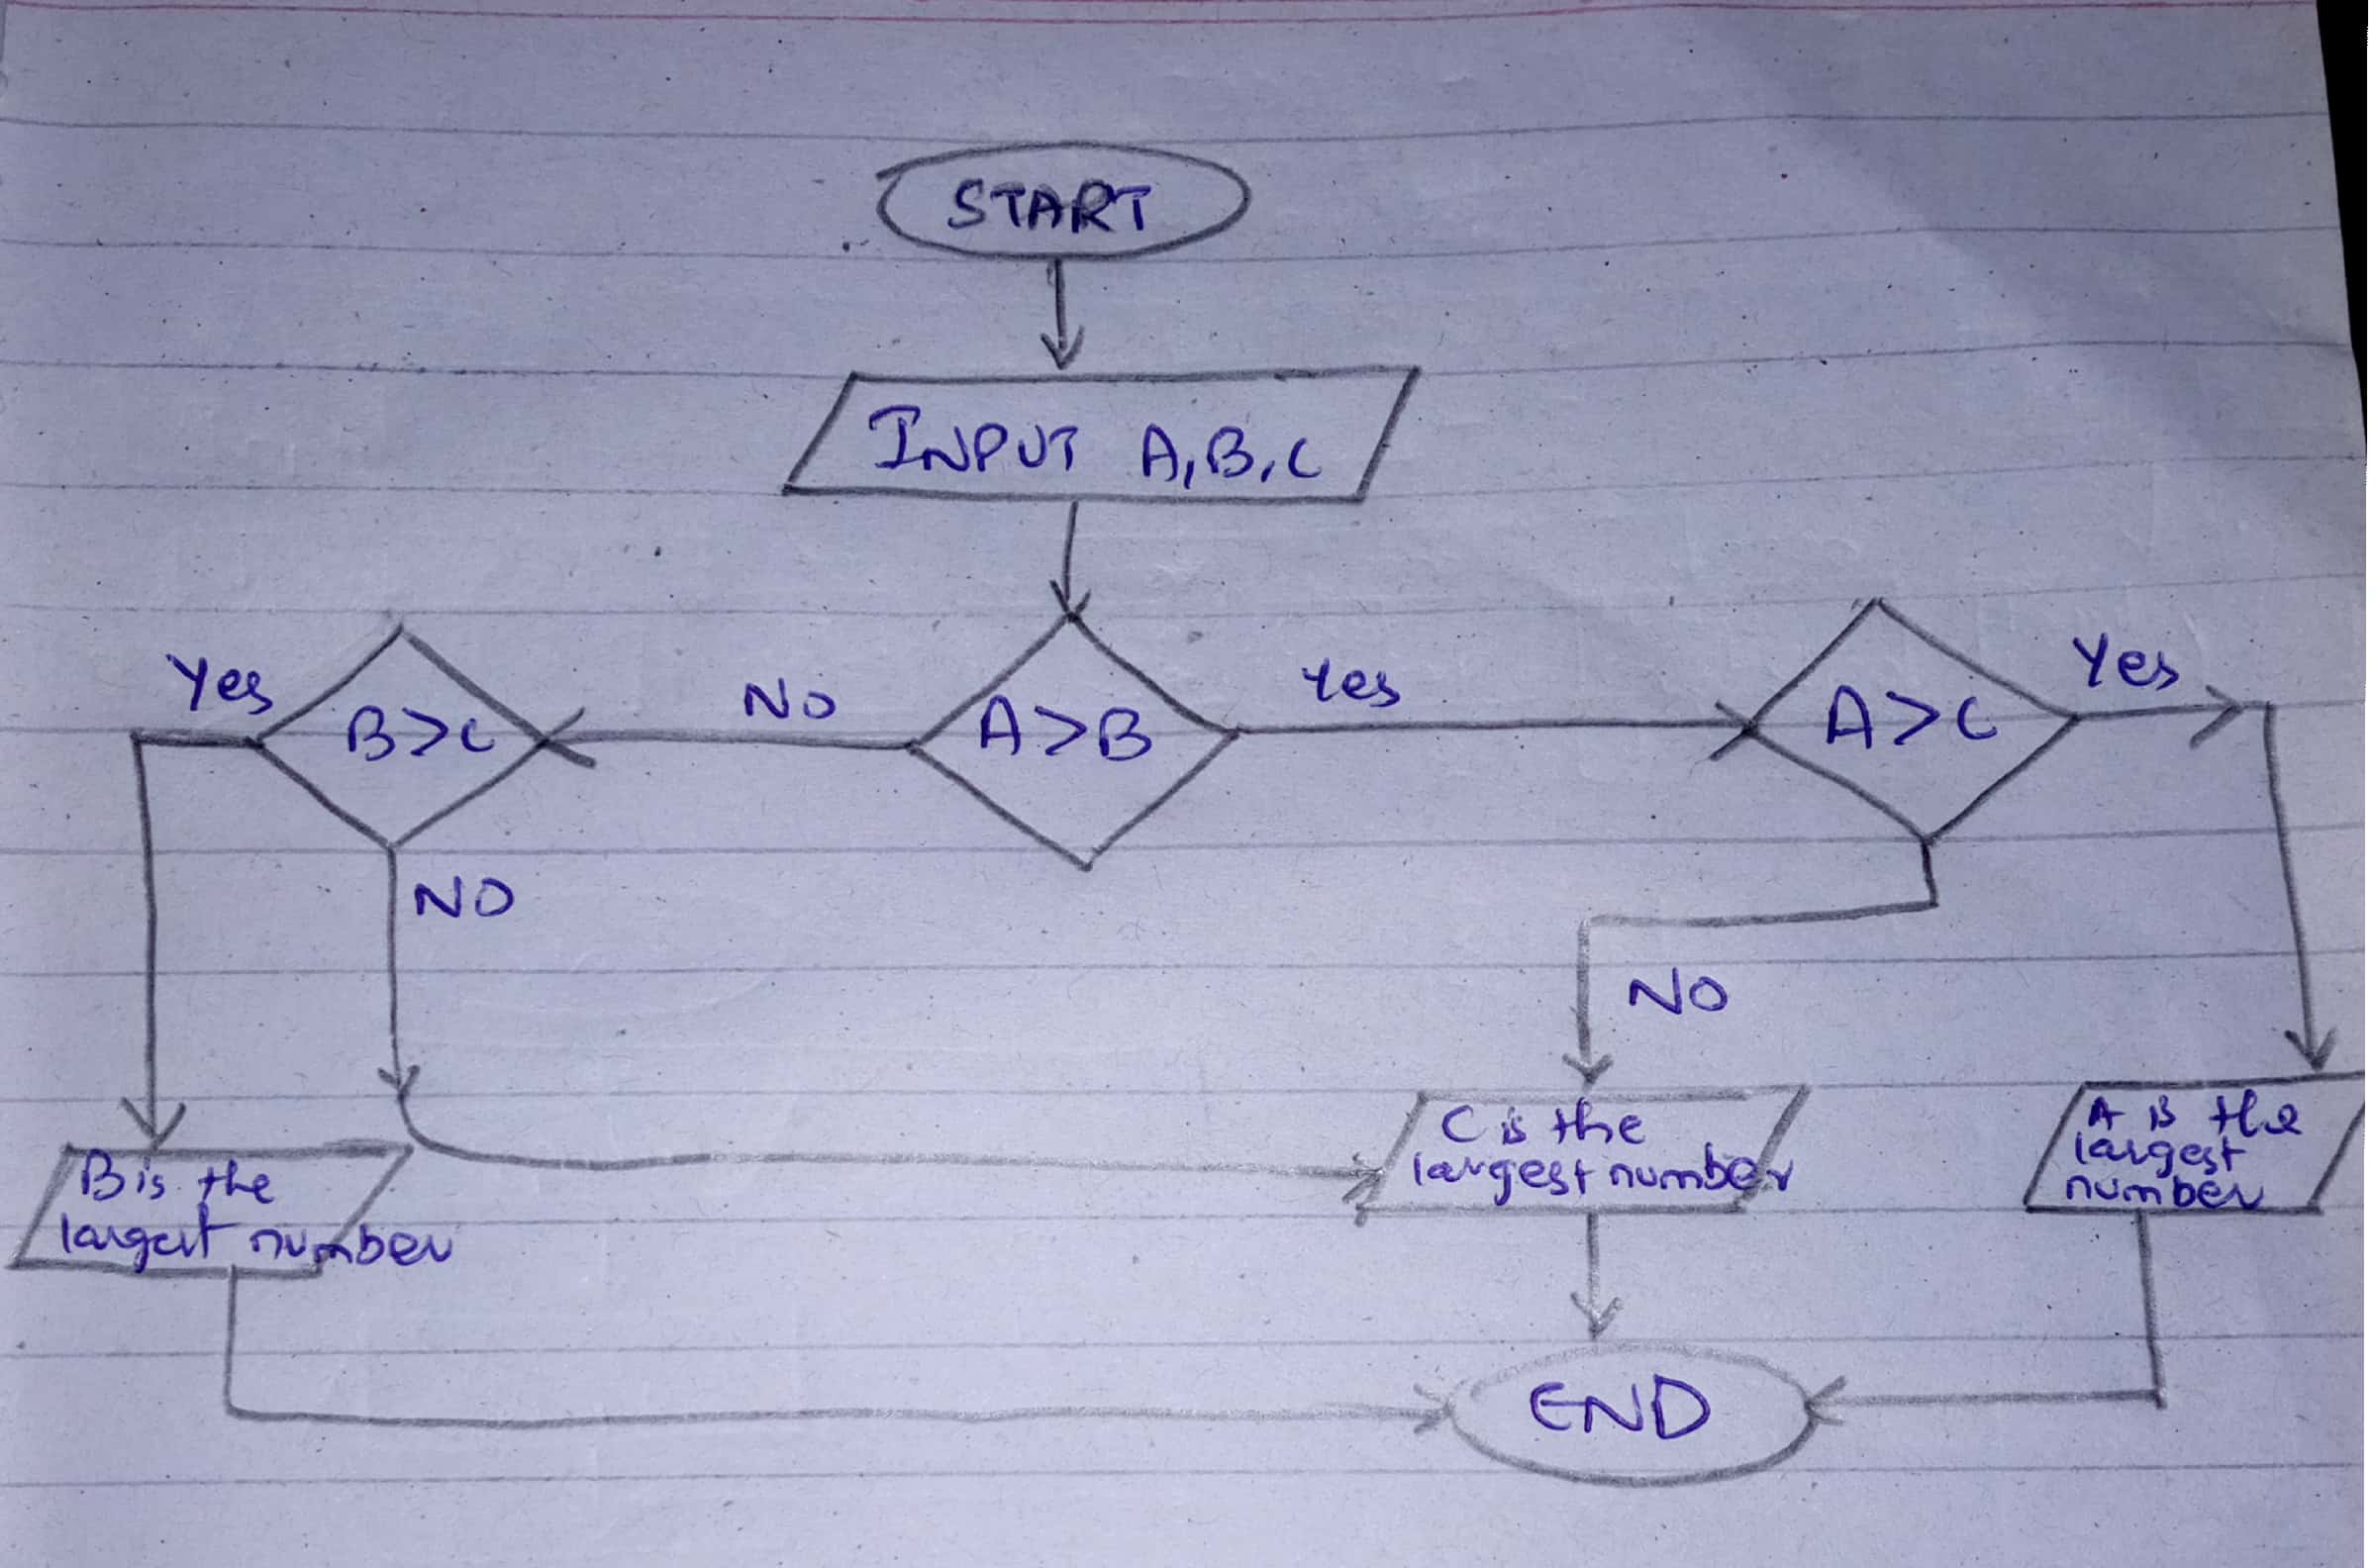 START
INPUT A,B,C
Yes
B>C
NO
A>B
Yes
A>C
Yes
NO
NO
B is the
largest number
C is the
largest number
A is the
largest
number
END